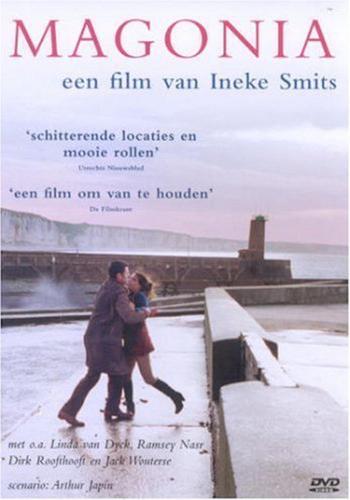 MAGONIA
een film van Ineke Smits
'schitterende locaties en
mooie rollen'
Utrechts Nieuwsblad
'een film om van te houden'
De Filmkrant
met o.a. Linda van Dyck, Ramsey Nasr
Dirk Roofthooft en Jack Wouterse
scenario: Arthur Japin
DVD
VIDEO